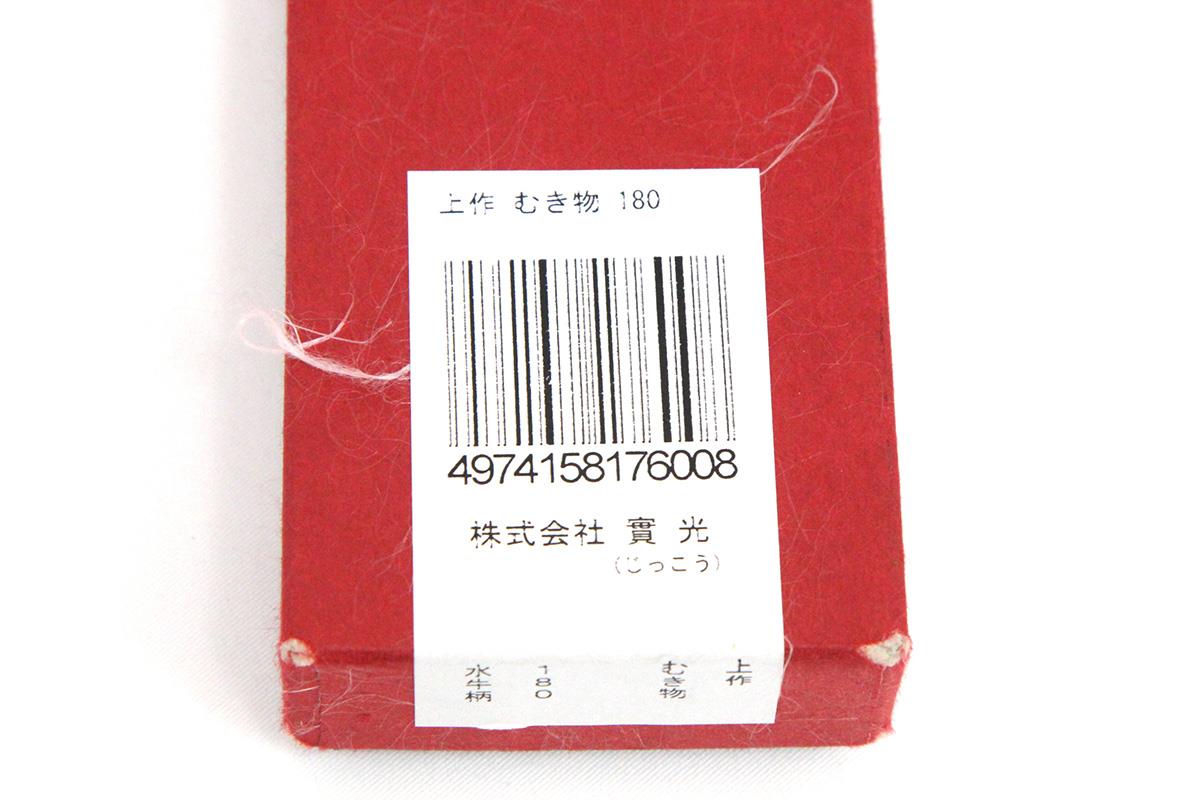 上作 むき物 180
4974158176008
株式会社 實光
(じっこう)
上作
むき物
180
水牛柄